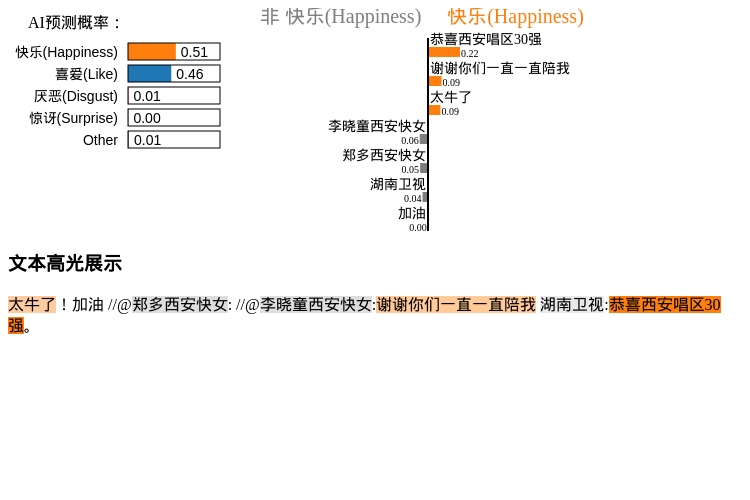 AI预测概率：
快乐(Happiness) 0.51
喜爱(Like) 0.46
厌恶(Disgust) 0.01
惊讶(Surprise) 0.00
Other 0.01
非 快乐(Happiness) 快乐(Happiness)
恭喜西安唱区30强
0.22
谢谢你们一直一直陪我
0.09
太牛了
0.09
李晓童西安快女
0.06
郑多西安快女
0.05
湖南卫视
0.04
加油
0.00
文本高光展示
太牛了！加油 //@郑多西安快女: //@李晓童西安快女:谢谢你们一直一直陪我 湖南卫视:恭喜西安唱区30
强。